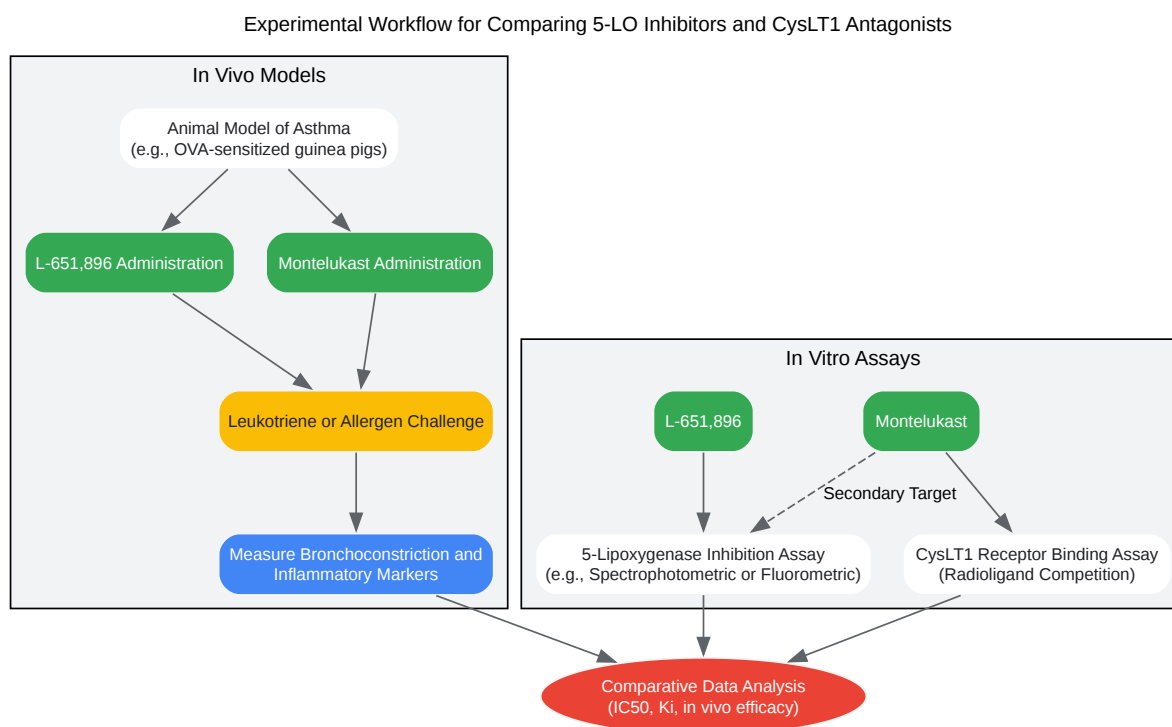 Experimental Workflow for Comparing 5-LO Inhibitors and CysLT1 Antagonists
In Vivo Models
Animal Model of Asthma
(e.g., OVA-sensitized guinea pigs)
L-651,896 Administration
Montelukast Administration
Leukotriene or Allergen Challenge
Measure Bronchoconstriction and
Inflammatory Markers
In Vitro Assays
L-651,896
Montelukast
Secondary Target
5-Lipoxygenase Inhibition Assay
(e.g., Spectrophotometric or Fluorometric)
CysLT1 Receptor Binding Assay
(Radioligand Competition)
Comparative Data Analysis
(IC50, Ki, in vivo efficacy)